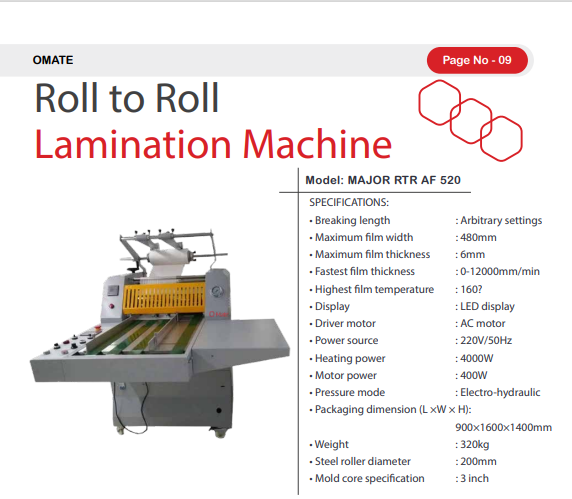 OMATE
Page No - 09
Roll to Roll
Lamination Machine
Model: MAJOR RTR AF 520
SPECIFICATIONS:
• Breaking length : Arbitrary settings
• Maximum film width : 480mm
• Maximum film thickness : 6mm
• Fastest film thickness : 0-12000mm/min
• Highest film temperature : 160?
• Display : LED display
• Driver motor : AC motor
• Power source : 220V/50Hz
• Heating power : 4000W
• Motor power : 400W
• Pressure mode : Electro-hydraulic
• Packaging dimension (L ×W × H):
900×1600×1400mm
• Weight : 320kg
• Steel roller diameter : 200mm
• Mold core specification : 3 inch